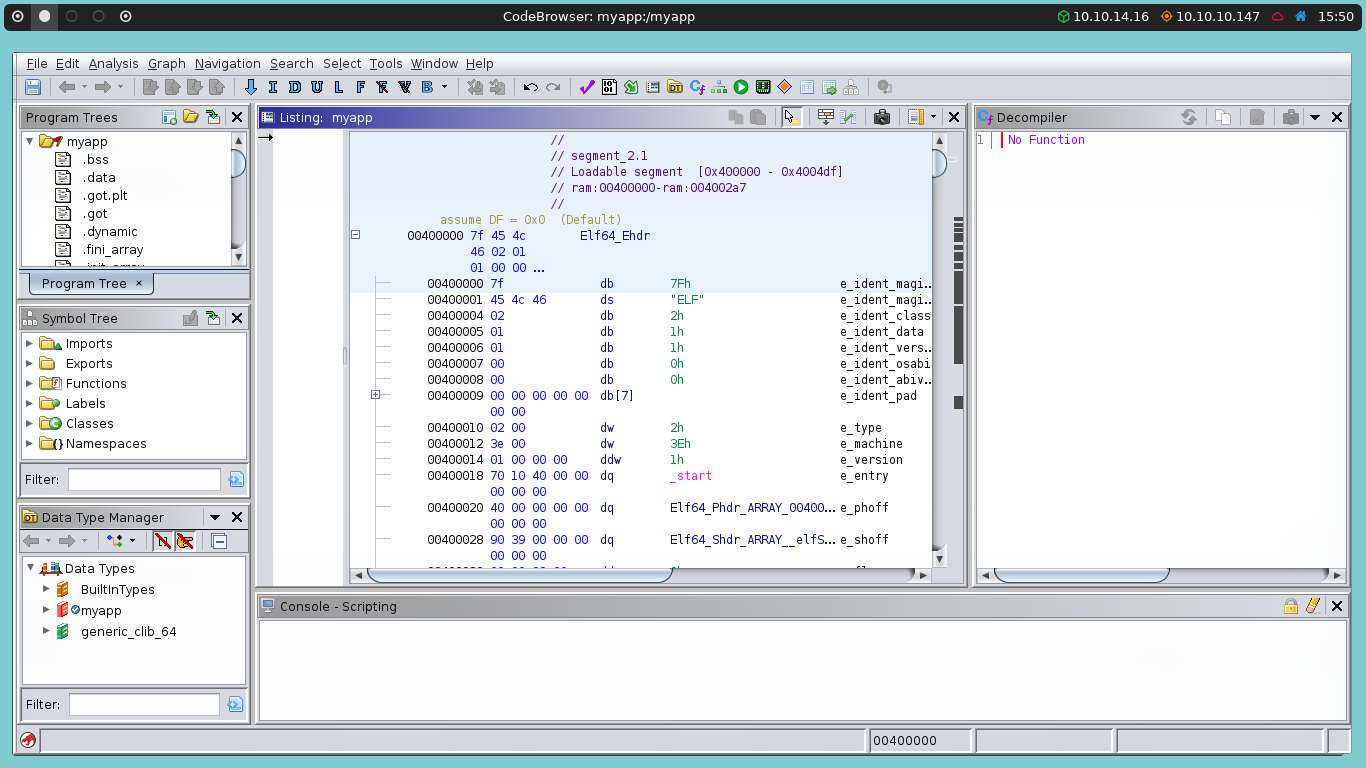 CodeBrowser: myapp:/myapp
10.10.14.16
10.10.10.147
15:50
File Edit Analysis Graph Navigation Search Select Tools Window Help
I D U L F R V B
Program Trees
myapp
.bss
.data
.got.plt
.got
.dynamic
.fini_array
Program Tree ×
Symbol Tree
Imports
Exports
Functions
Labels
Classes
Namespaces
Filter:
Data Type Manager
Data Types
BuiltInTypes
myapp
generic_clib_64
Filter:
Listing: myapp
//
// segment_2.1
// Loadable segment [0x400000 - 0x4004df]
// ram:00400000-ram:004002a7
//
assume DF = 0x0 (Default)
00400000 7f 45 4c Elf64_Ehdr
46 02 01
01 00 00 ...
00400000 7f db 7Fh e_ident_magi...
00400001 45 4c 46 ds "ELF" e_ident_magi...
00400004 02 db 2h e_ident_class
00400005 01 db 1h e_ident_data
00400006 01 db 1h e_ident_vers...
00400007 00 db 0h e_ident_osabi
00400008 00 db 0h e_ident_abiv...
00400009 00 00 00 00 00 db[7] e_ident_pad
00 00
00400010 02 00 dw 2h e_type
00400012 3e 00 dw 3Eh e_machine
00400014 01 00 00 00 ddw 1h e_version
00400018 70 10 40 00 00 dq _start e_entry
00 00 00
00400020 40 00 00 00 00 dq Elf64_Phdr_ARRAY_00400... e_phoff
00 00 00
00400028 90 39 00 00 00 dq Elf64_Shdr_ARRAY__elfS... e_shoff
00 00 00
Decompiler
1 No Function
Console - Scripting
00400000